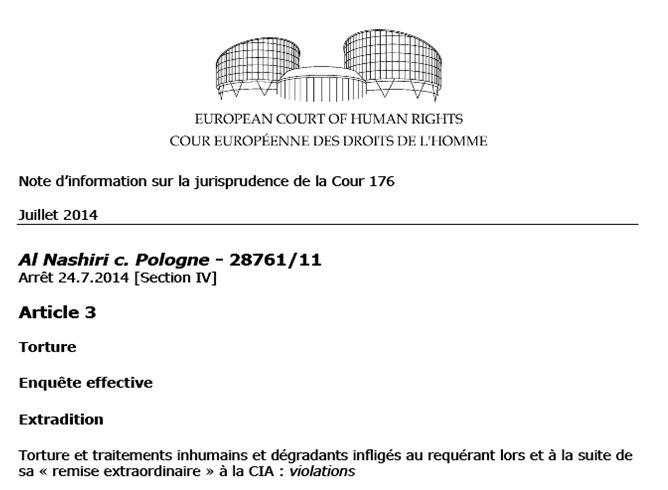 EUROPEAN COURT OF HUMAN RIGHTS
COUR EUROPÉENNE DES DROITS DE L'HOMME
Note d’information sur la jurisprudence de la Cour 176
Juillet 2014
Al Nashiri c. Pologne - 28761/11
Arrêt 24.7.2014 [Section IV]
Article 3
Torture
Enquête effective
Extradition
Torture et traitements inhumains et dégradants infligés au requérant lors et à la suite de
sa « remise extraordinaire » à la CIA : violations